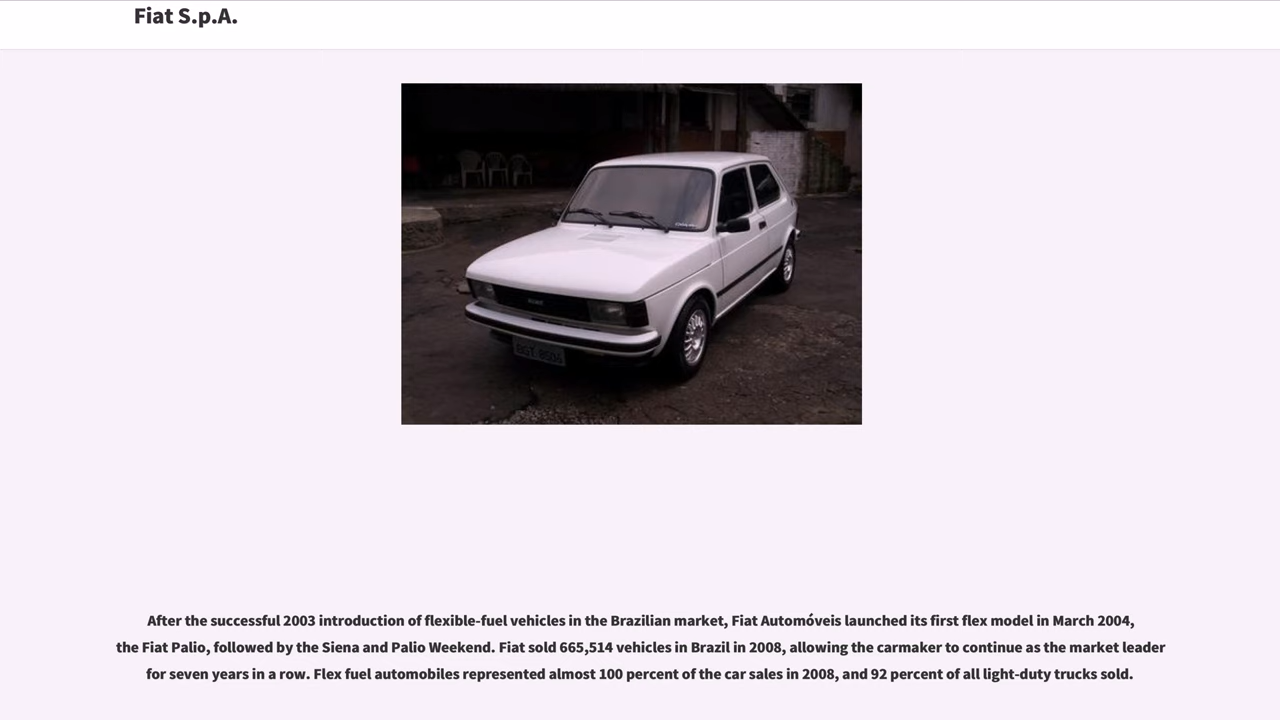 Fiat S.p.A.
After the successful 2003 introduction of flexible-fuel vehicles in the Brazilian market, Fiat Automóveis launched its first flex model in March 2004,
the Fiat Palio, followed by the Siena and Palio Weekend. Fiat sold 665,514 vehicles in Brazil in 2008, allowing the carmaker to continue as the market leader
for seven years in a row. Flex fuel automobiles represented almost 100 percent of the car sales in 2008, and 92 percent of all light-duty trucks sold.